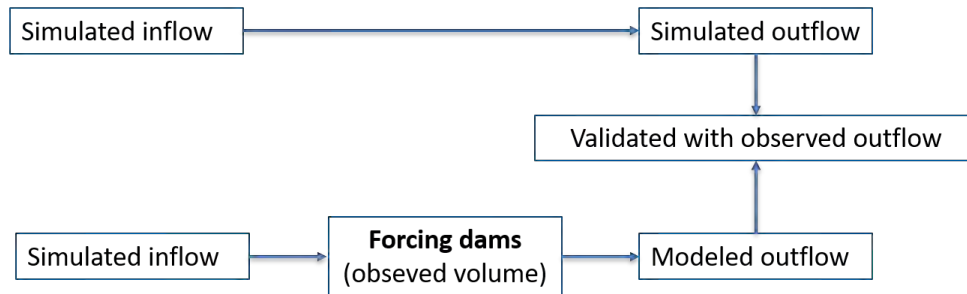 Simulated inflow
Simulated outflow
Validated with observed outflow
Simulated inflow
Forcing dams
(obseved volume)
Modeled outflow